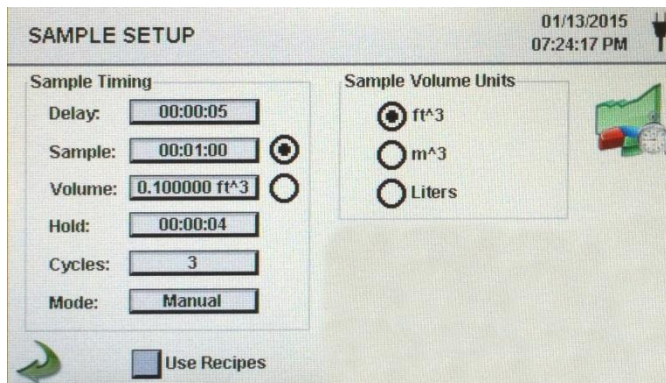 SAMPLE SETUP
01/13/2015
07:24:17 PM
Sample Timing
Delay: 00:00:05
Sample: 00:01:00
Volume: 0.100000 ft^3
Hold: 00:00:04
Cycles: 3
Mode: Manual
Sample Volume Units
ft^3
m^3
Liters
Use Recipes